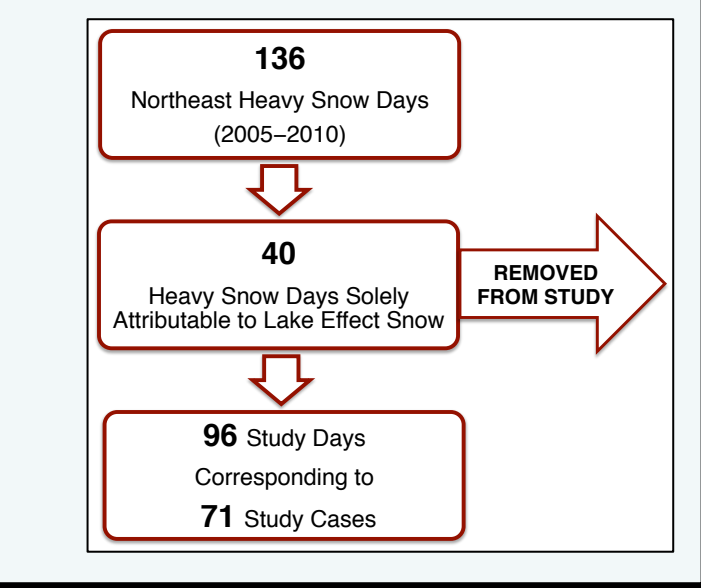 136
Northeast Heavy Snow Days
(2005–2010)
40
Heavy Snow Days Solely
Attributable to Lake Effect Snow
REMOVED
FROM STUDY
96 Study Days
Corresponding to
71 Study Cases